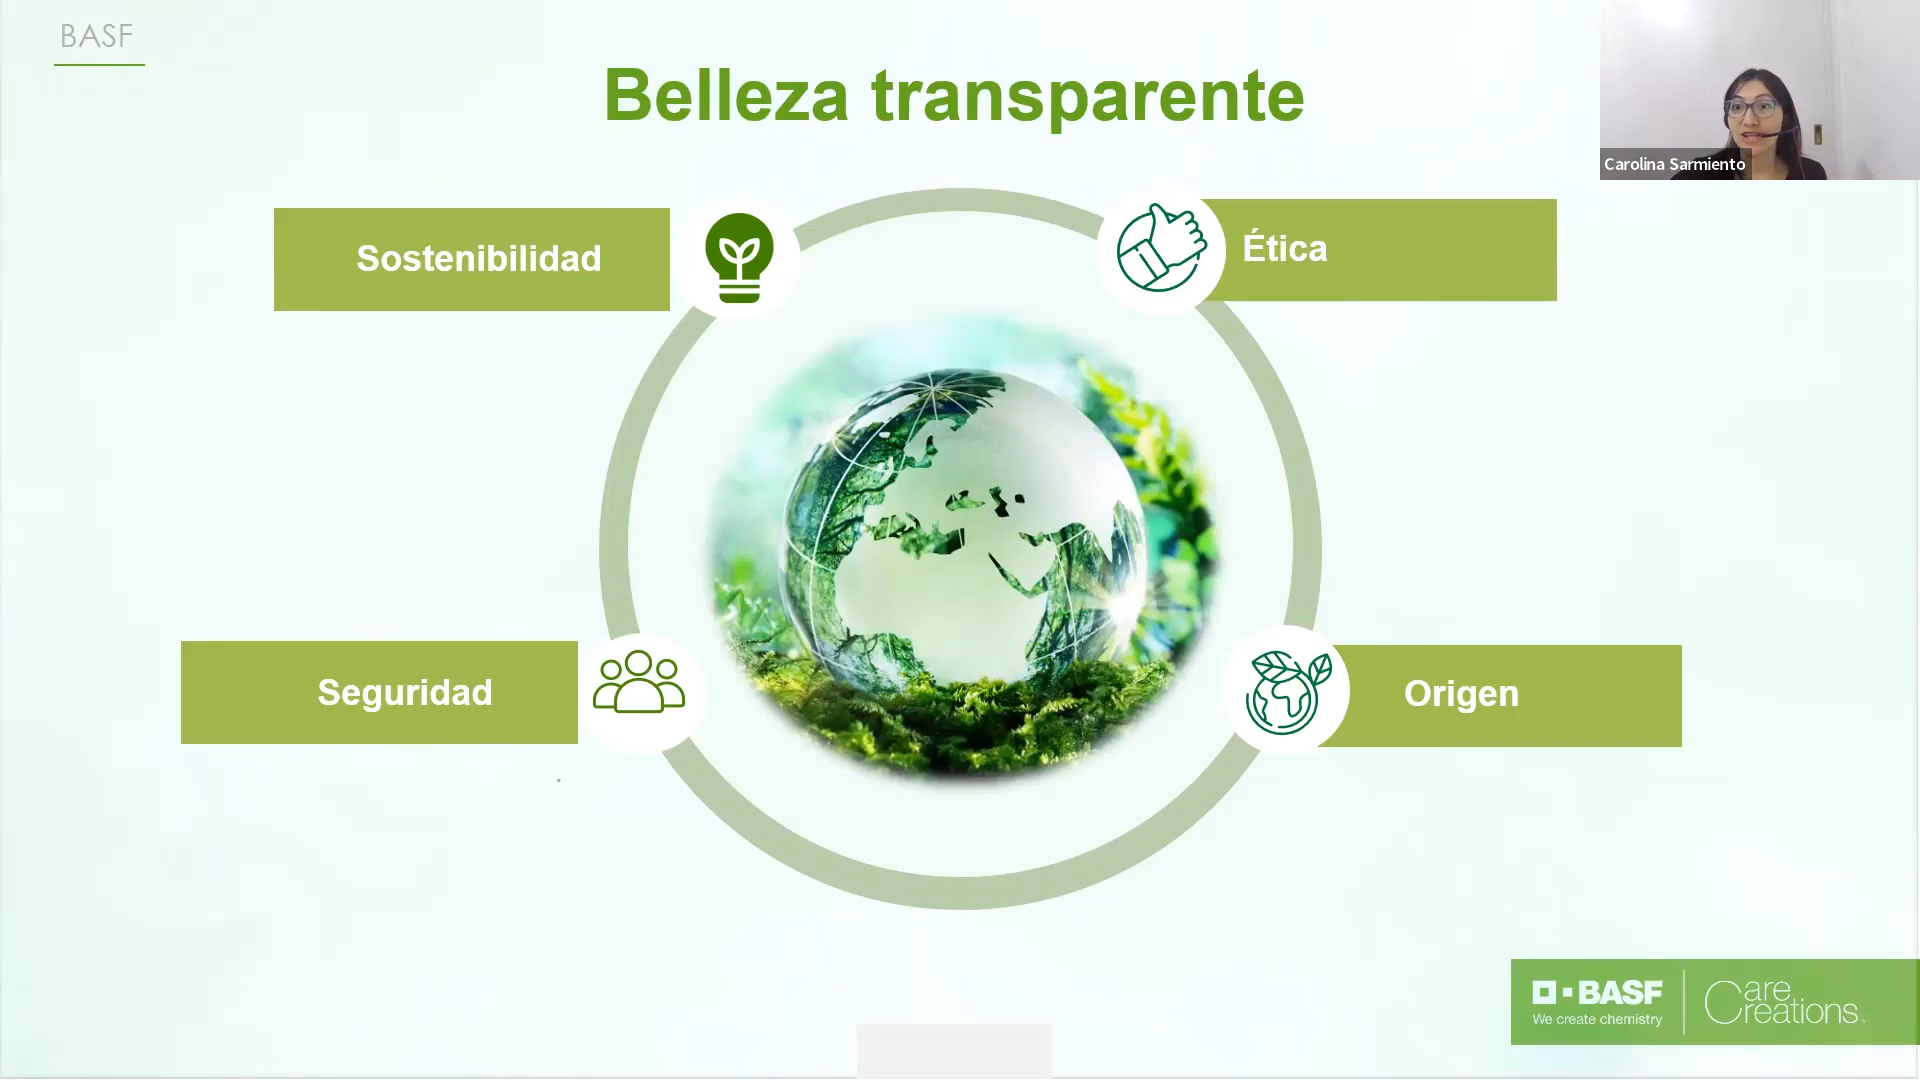 BASF
Belleza transparente
Carolina Sarmiento
Sostenibilidad
Ética
Seguridad
Origen
BASF
We create chemistry
Care
Creations